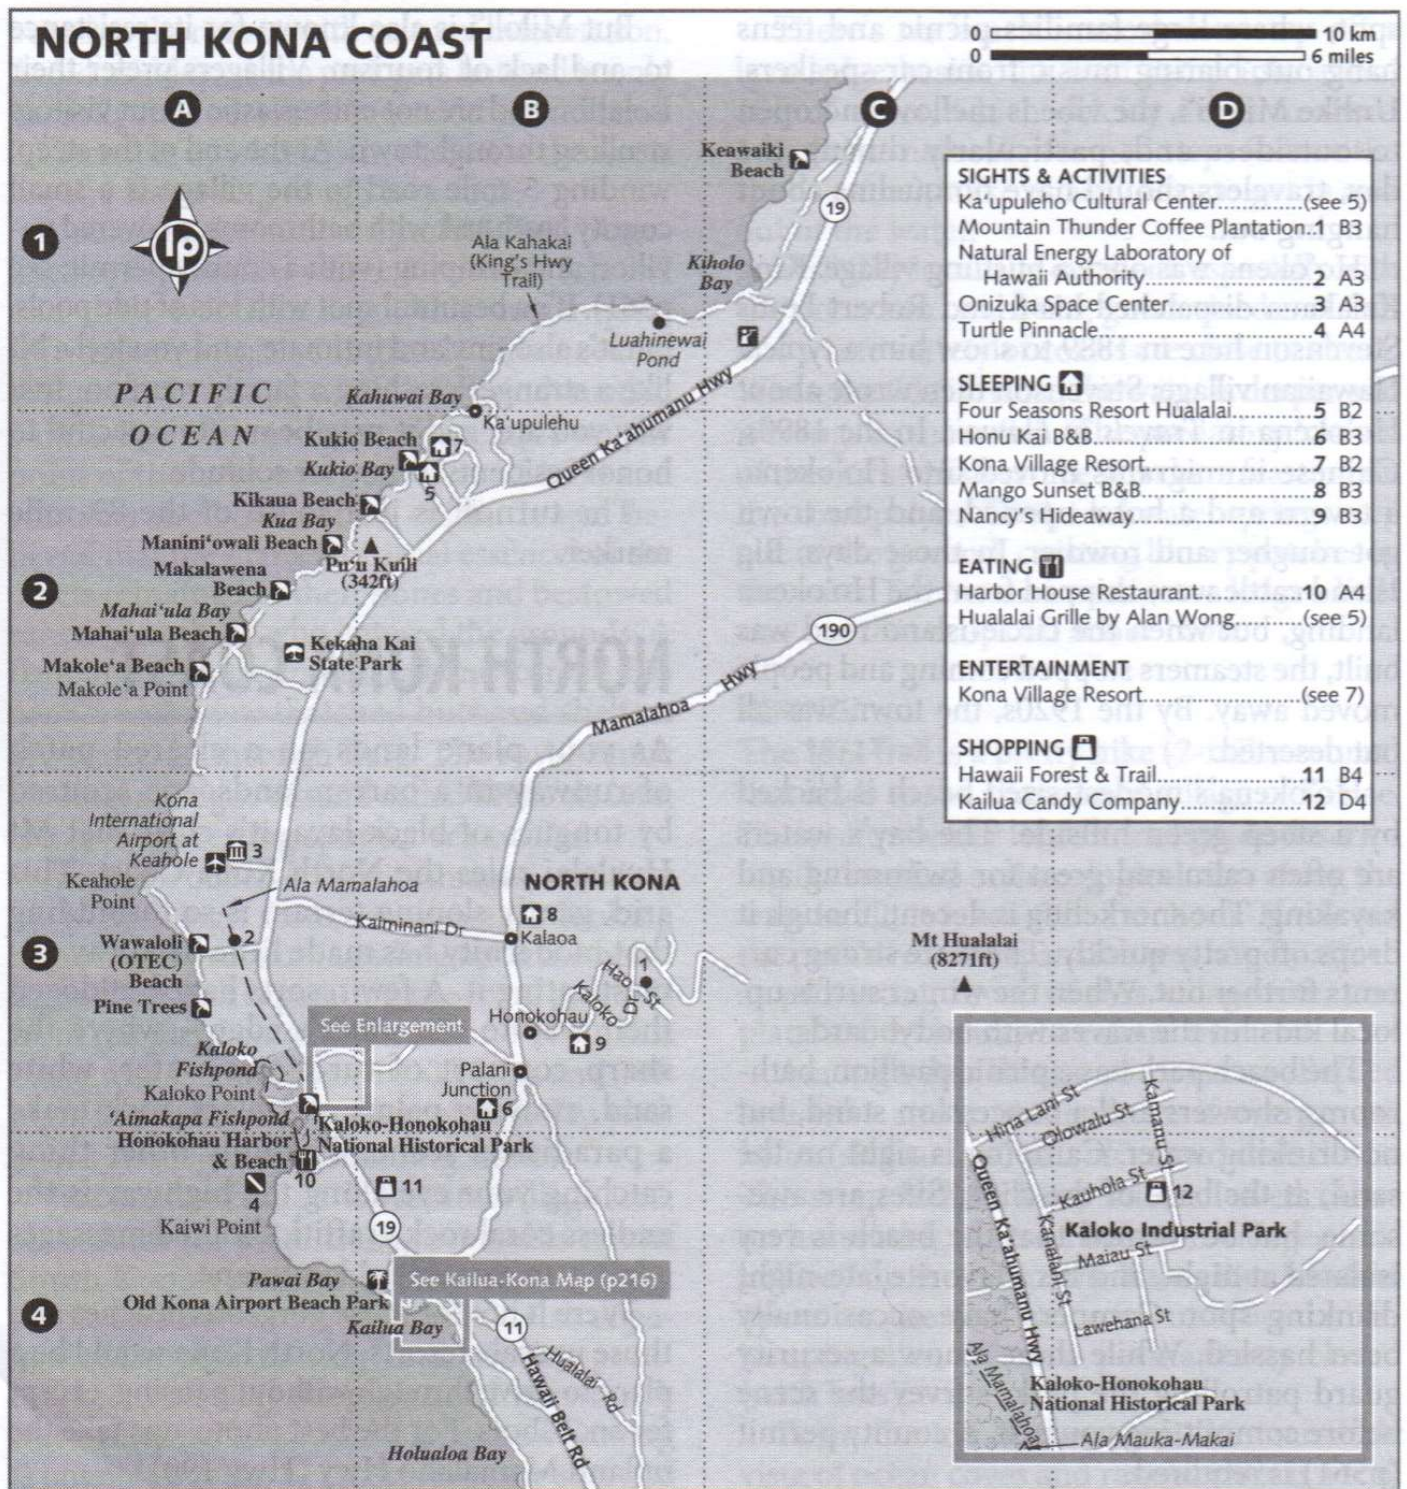 NORTH KONA COAST
0 10 km
0 6 miles
A
B
C
D
1
2
3
4
lp
Keawaiki
Beach
19
Ala Kahakai
(King's Hwy
Trail)
Kiholo
Bay
Luahinewai
Pond
PACIFIC
OCEAN
Kahuwai Bay
Ka'upulehu
Queen Ka'ahumanu Hwy
Kukio Beach
7
Kukio Bay
5
Kikaua Beach
Kua Bay
Manini'owali Beach
Pu'u Kuili
(342ft)
Makalawena
Beach
Mahai'ula Bay
Mahai'ula Beach
Kekaha Kai
State Park
Makole'a Beach
Makole'a Point
190
Mamalahoa Hwy
Kona
International
Airport at
Keahole
3
Keahole
Point
Ala Mamalahoa
NORTH KONA
8
Kaiminani Dr
Kalaoa
Wawaloli
(OTEC)
Beach
2
Pine Trees
Hao St
1
Kaloko Dr
Honokohau
9
See Enlargement
Kaloko
Fishpond
Kaloko Point
Palani
Junction
6
'Aimakapa Fishpond
Kaloko-Honokohau
National Historical Park
Honokohau Harbor
& Beach
10
4
11
Kaiwi Point
19
Pawai Bay
See Kailua-Kona Map (p216)
Old Kona Airport Beach Park
Kailua Bay
11
Hualalai Rd
Hawaii Belt Rd
Holualoa Bay
Mt Hualalai
(8271ft)
SIGHTS & ACTIVITIES
Ka'upuleho Cultural Center..............(see 5)
Mountain Thunder Coffee Plantation..1 B3
Natural Energy Laboratory of
Hawaii Authority........................2 A3
Onizuka Space Center.....................3 A3
Turtle Pinnacle................................4 A4
SLEEPING
Four Seasons Resort Hualalai...........5 B2
Honu Kai B&B................................6 B3
Kona Village Resort.........................7 B2
Mango Sunset B&B.........................8 B3
Nancy's Hideaway...........................9 B3
EATING
Harbor House Restaurant...............10 A4
Hualalai Grille by Alan Wong........(see 5)
ENTERTAINMENT
Kona Village Resort......................(see 7)
SHOPPING
Hawaii Forest & Trail.....................11 B4
Kailua Candy Company..................12 D4
Hina Lani St
Olowalu St
Kamanu St
Kauhola St
12
Kaloko Industrial Park
Queen Ka'ahumanu Hwy
Kanalani St
Maiau St
Lawehana St
Ala Mamalahoa
Kaloko-Honokohau
National Historical Park
Ala Mauka-Makai